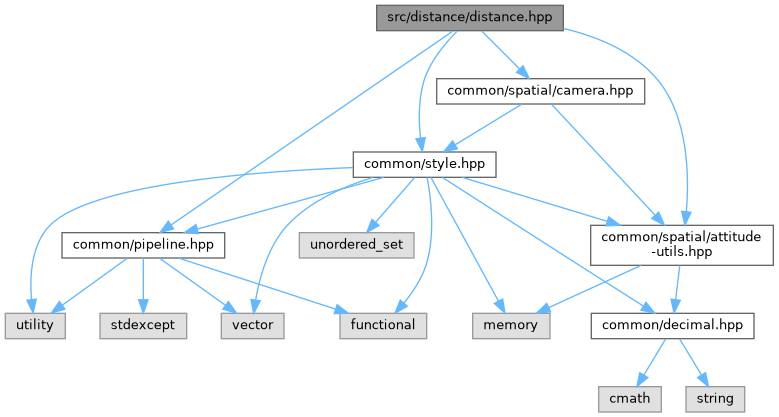 src/distance/distance.hpp
common/spatial/camera.hpp
common/style.hpp
common/pipeline.hpp
unordered_set
common/spatial/attitude
-utils.hpp
utility
stdexcept
vector
functional
memory
common/decimal.hpp
cmath
string